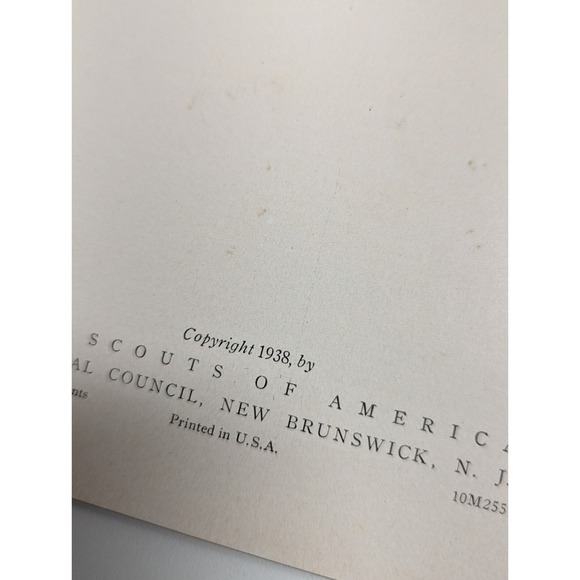 Copyright 1938, by
SCOUTS OF AMERICA
AL COUNCIL, NEW BRUNSWICK, N. J.
nts
Printed in U.S.A.
10M255